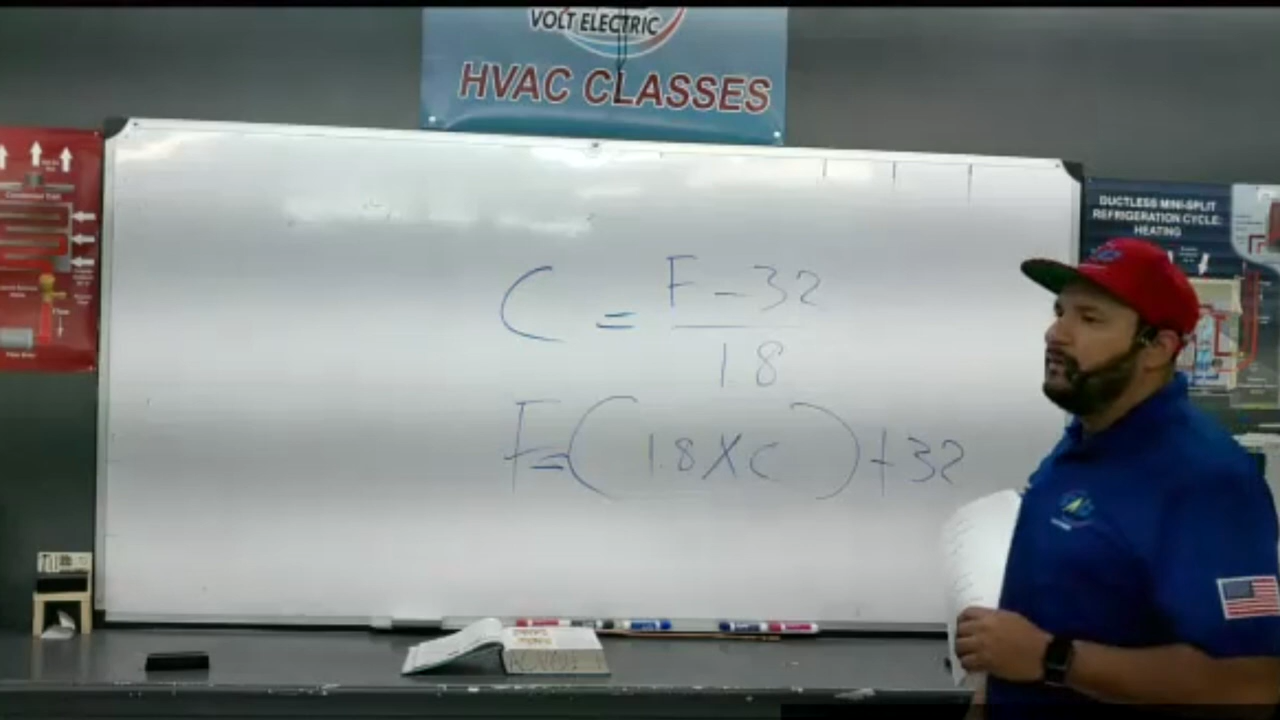 VOLT ELECTRIC
HVAC CLASSES
DUCTLESS MINI-SPLIT
REFRIGERATION CYCLE:
HEATING
C = F - 32
1.8
F = ( 1.8 X C ) + 32